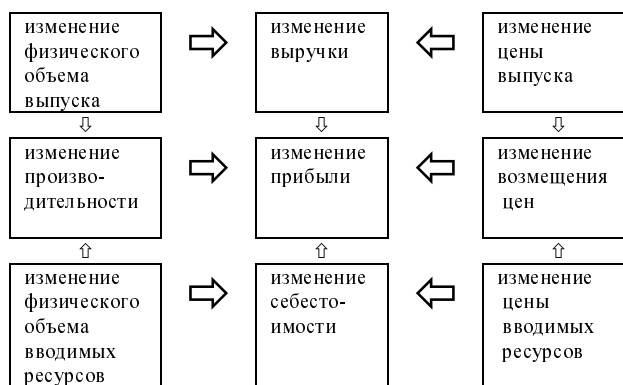 изменение
физического
объема
выпуска
изменение
выручки
изменение
цены
выпуска
изменение
произво-
дительности
изменение
прибыли
изменение
возмещения
цен
изменение
физического
объема
вводимых
ресурсов
изменение
себесто-
имости
изменение
цены
вводимых
ресурсов